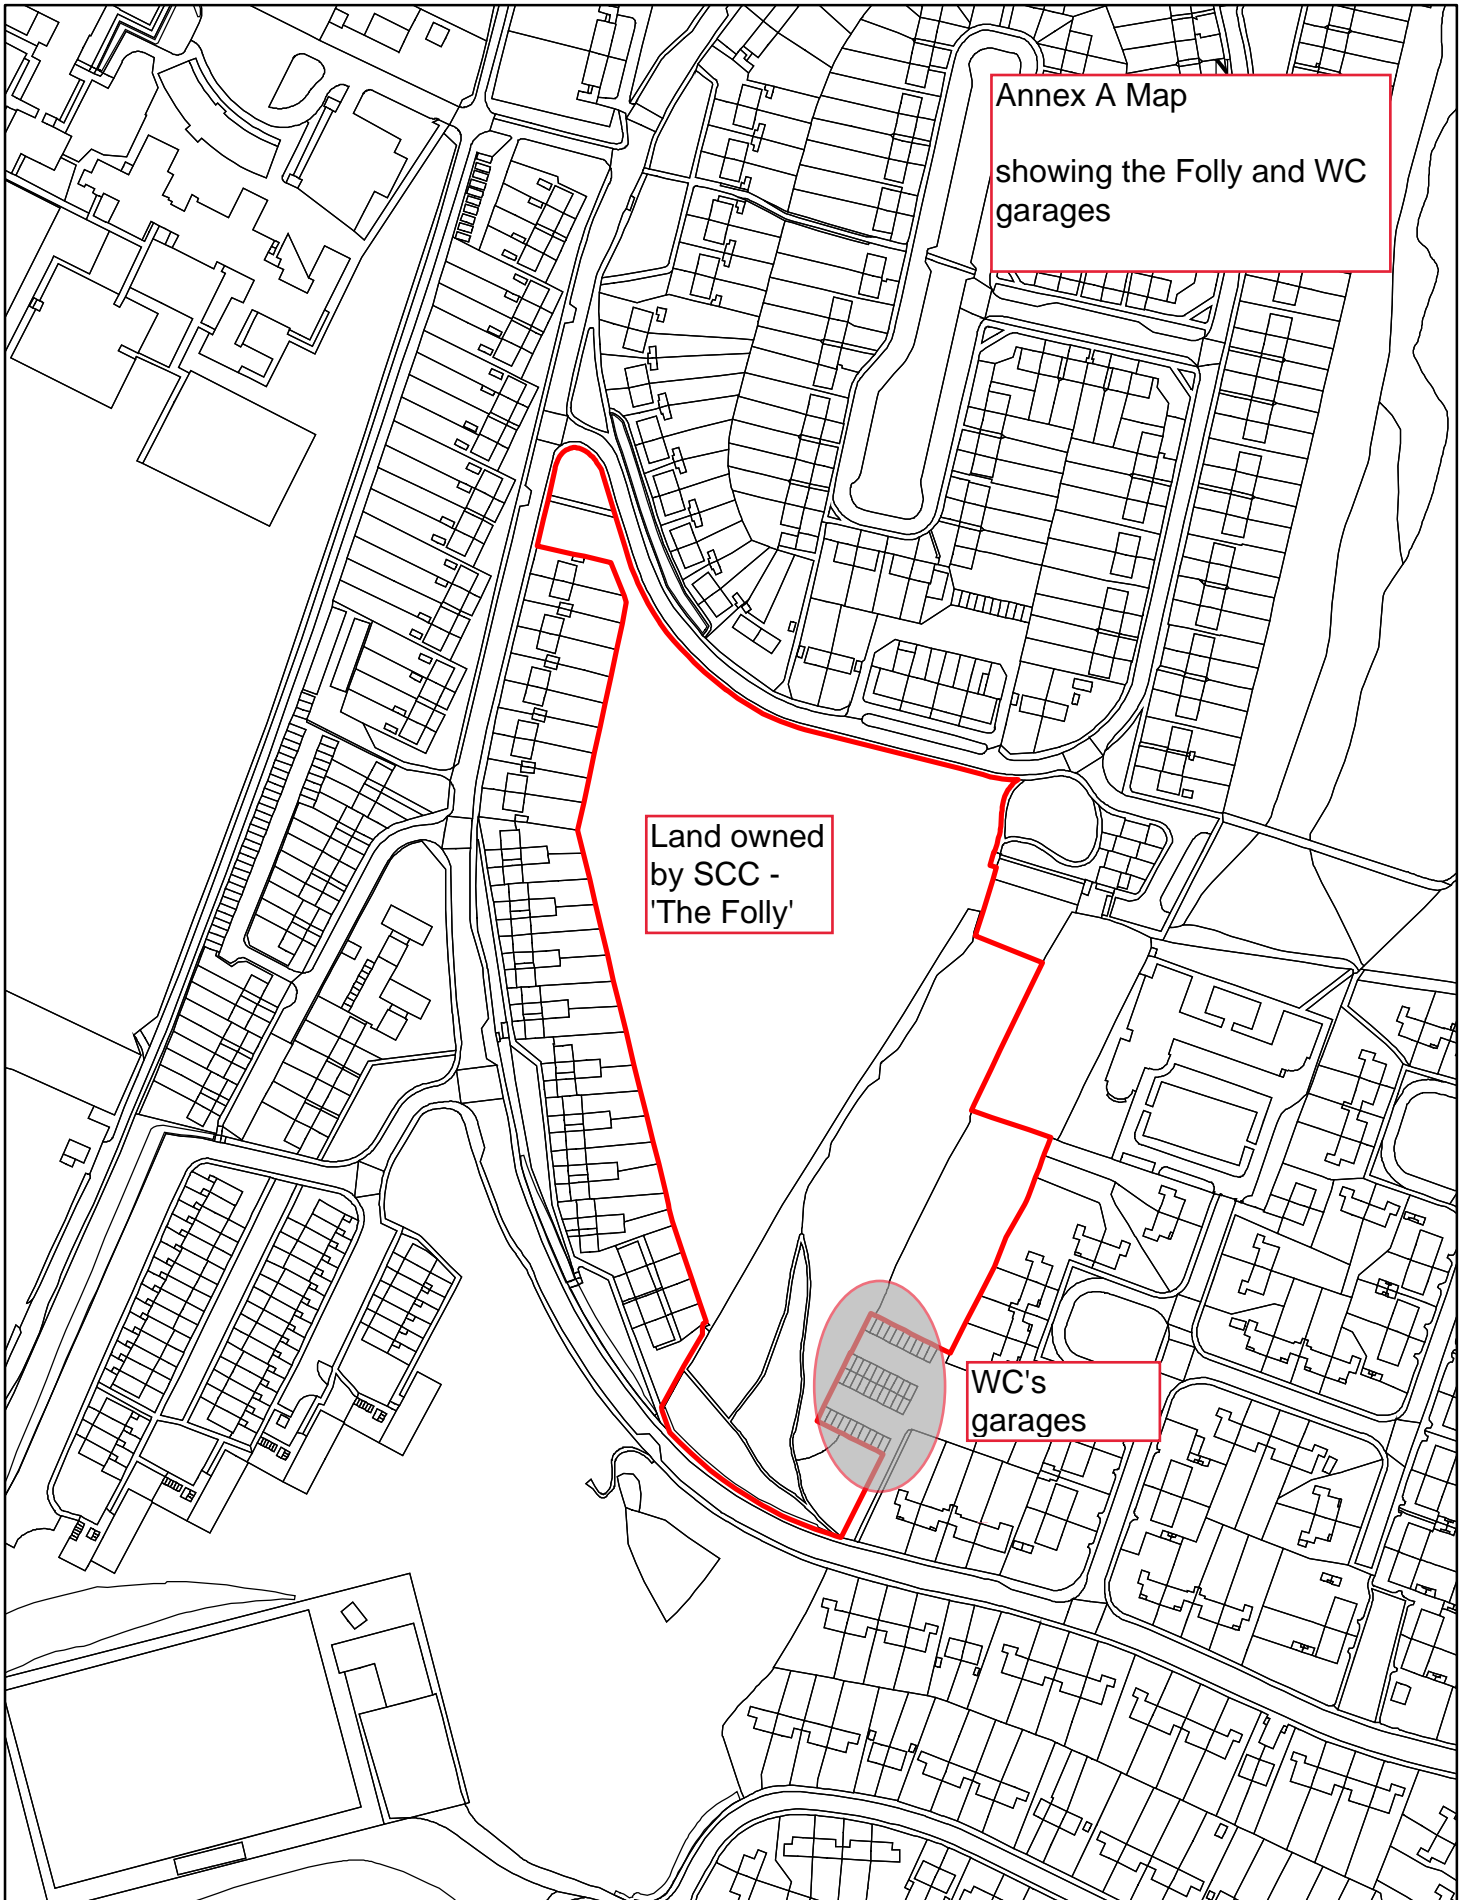 Annex A Map
showing the Folly and WC
garages
Land owned
by SCC -
'The Folly'
WC's
garages